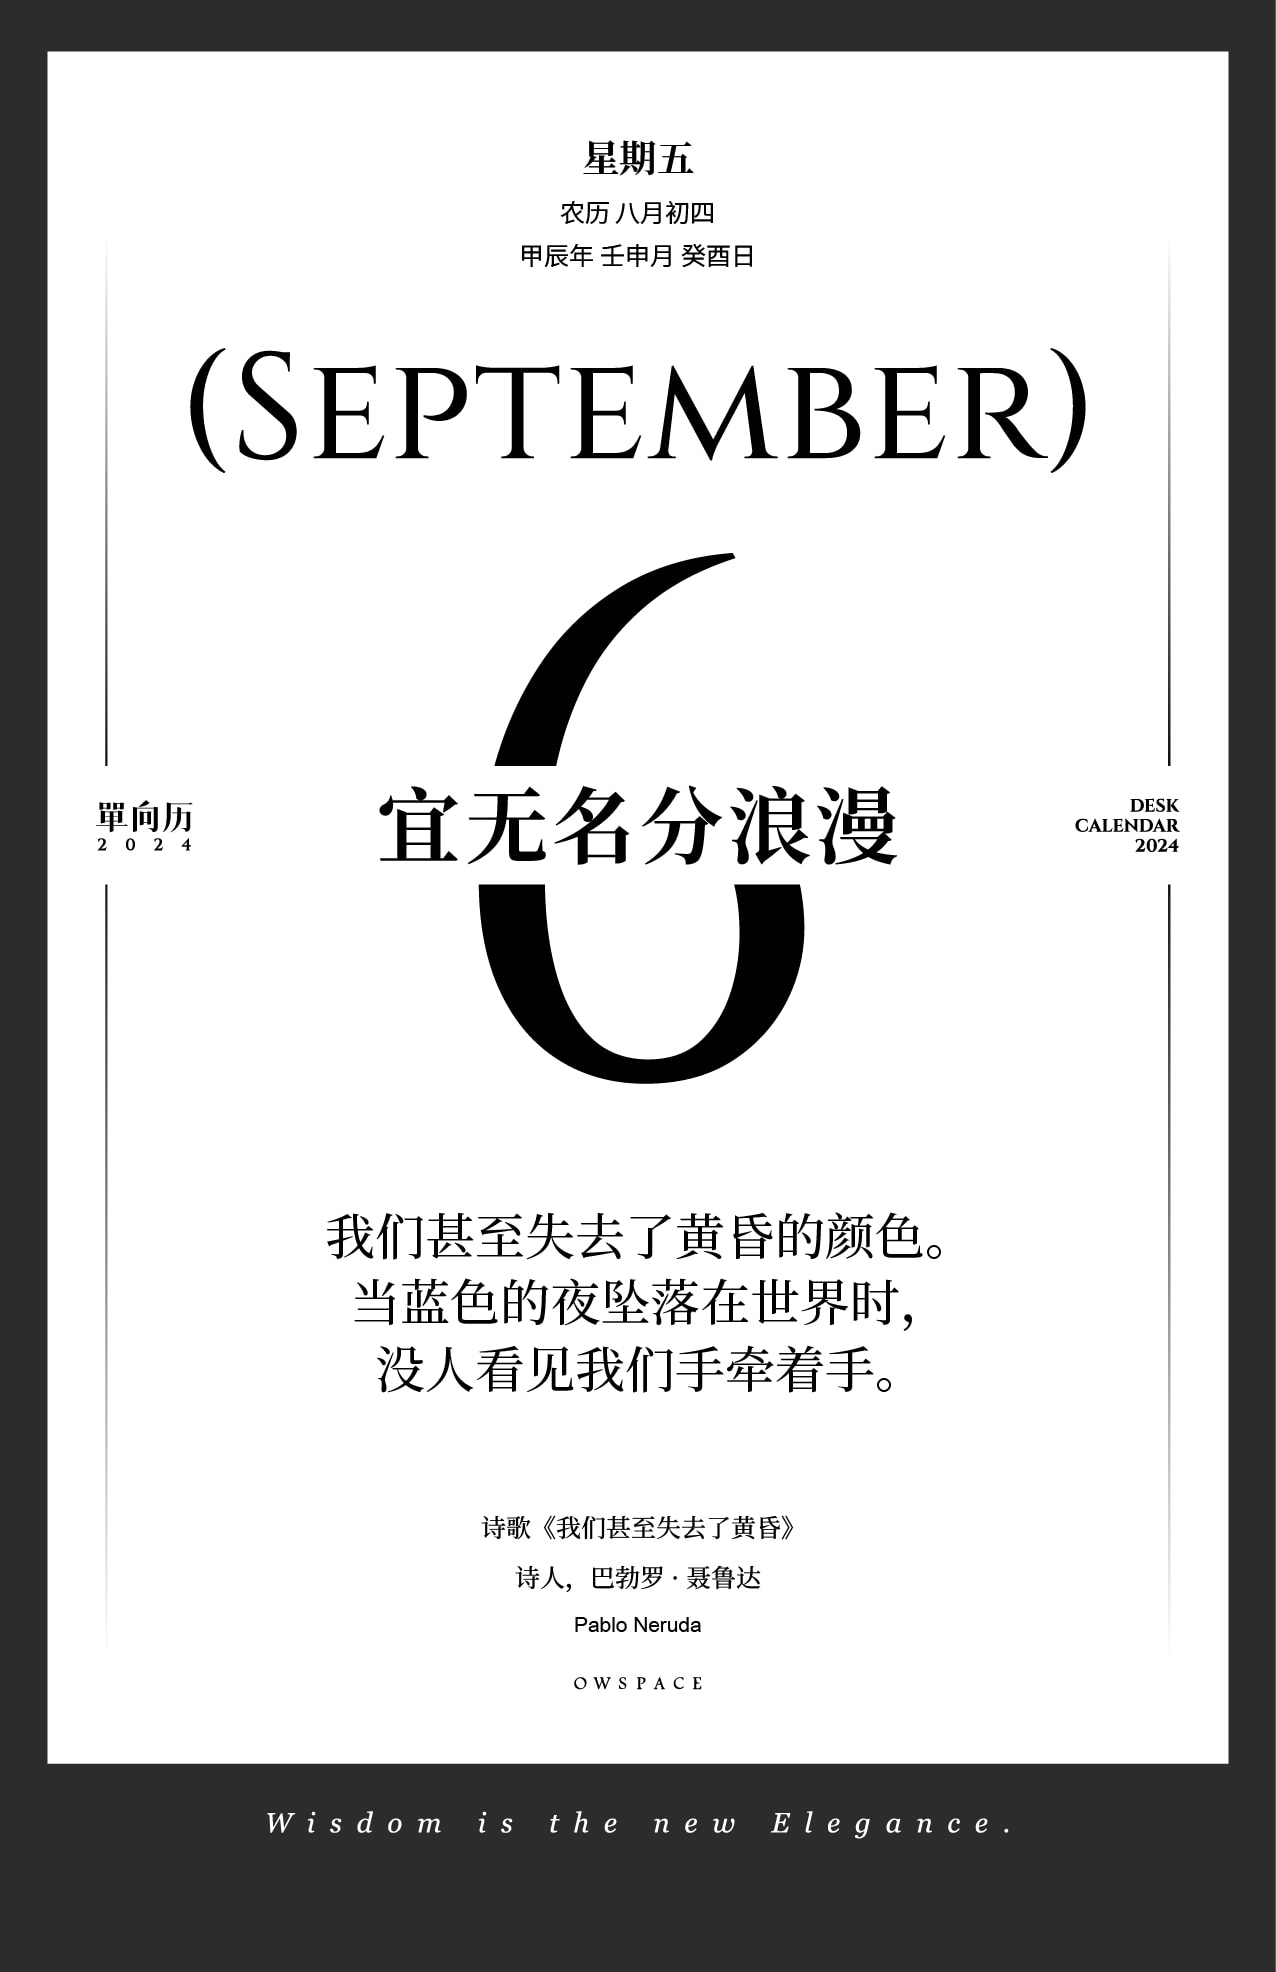 星期五
农历 八月初四
甲辰年 壬申月 癸酉日
(SEPTEMBER)
6
單向历
2024
宜无名分浪漫
DESK
CALENDAR
2024
我们甚至失去了黄昏的颜色。
当蓝色的夜坠落在世界时，
没人看见我们手牵着手。
诗歌《我们甚至失去了黄昏》
诗人，巴勃罗·聂鲁达
Pablo Neruda
OWSPACE
Wisdom is the new Elegance.